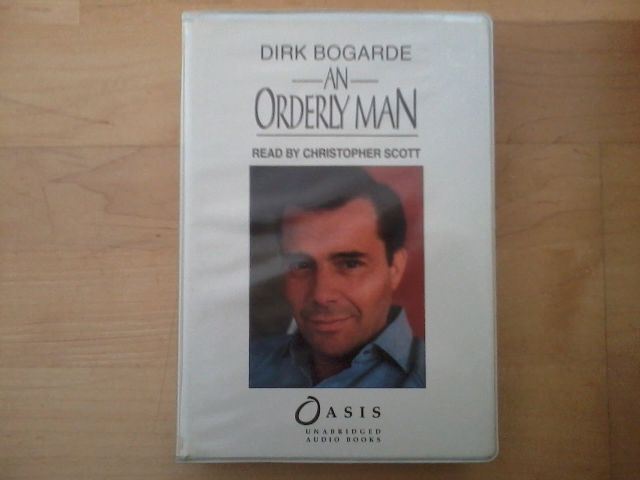 DIRK BOGARDE
AN
ORDERLY MAN
READ BY CHRISTOPHER SCOTT
OASIS
UNABRIDGED
AUDIO BOOKS